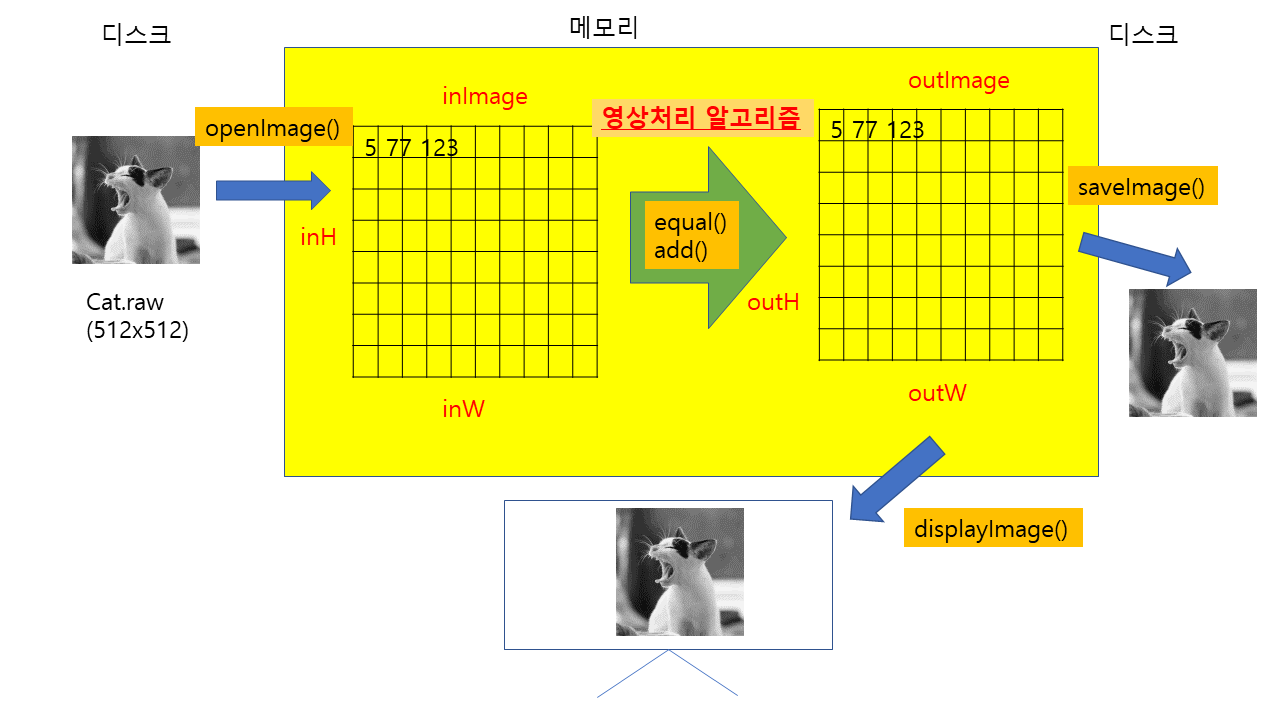 디스크
메모리
디스크
openImage()
Cat.raw
(512x512)
inImage
5 77 123
inH
inW
영상처리 알고리즘
equal()
add()
outImage
5 77 123
outH
outW
saveImage()
displayImage()